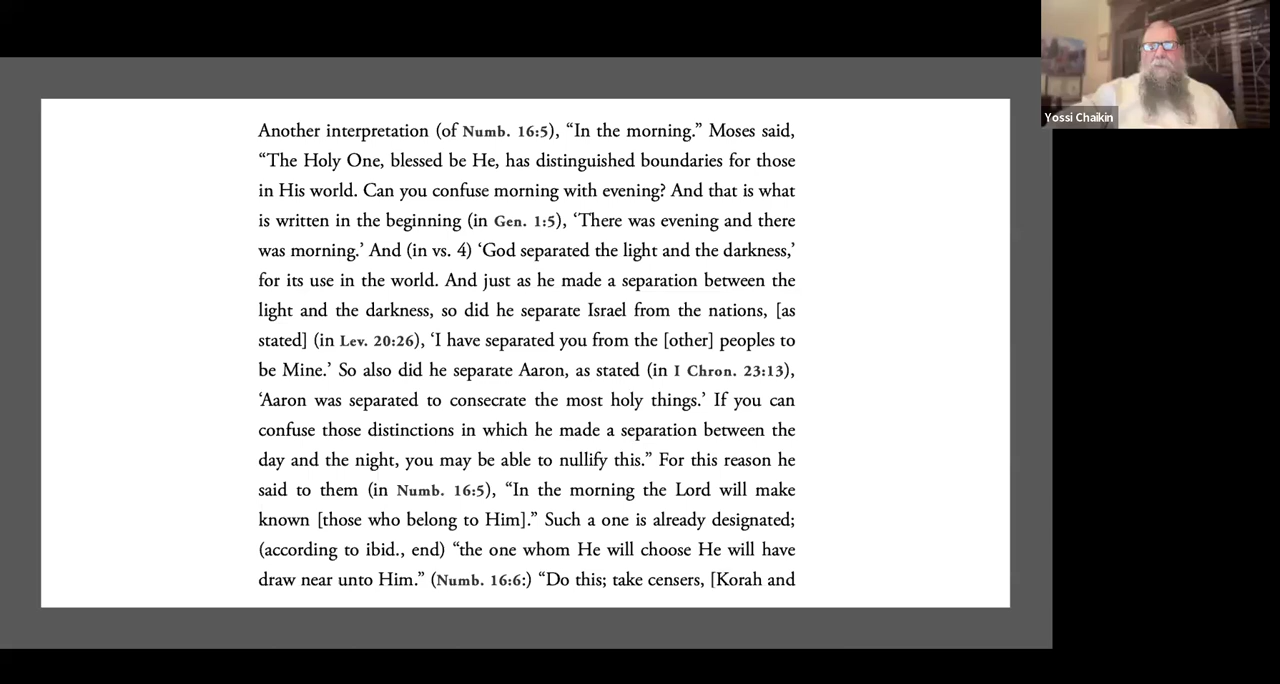 Another interpretation (of Numb. 16:5), “In the morning.” Moses said,
“The Holy One, blessed be He, has distinguished boundaries for those
in His world. Can you confuse morning with evening? And that is what
is written in the beginning (in Gen. 1:5), ‘There was evening and there
was morning.’ And (in vs. 4) ‘God separated the light and the darkness,’
for its use in the world. And just as he made a separation between the
light and the darkness, so did he separate Israel from the nations, [as
stated] (in Lev. 20:26), ‘I have separated you from the [other] peoples to
be Mine.’ So also did he separate Aaron, as stated (in I Chron. 23:13),
‘Aaron was separated to consecrate the most holy things.’ If you can
confuse those distinctions in which he made a separation between the
day and the night, you may be able to nullify this.” For this reason he
said to them (in Numb. 16:5), “In the morning the Lord will make
known [those who belong to Him].” Such a one is already designated;
(according to ibid., end) “the one whom He will choose He will have
draw near unto Him.” (Numb. 16:6:) “Do this; take censers, [Korah and
Yossi Chaikin